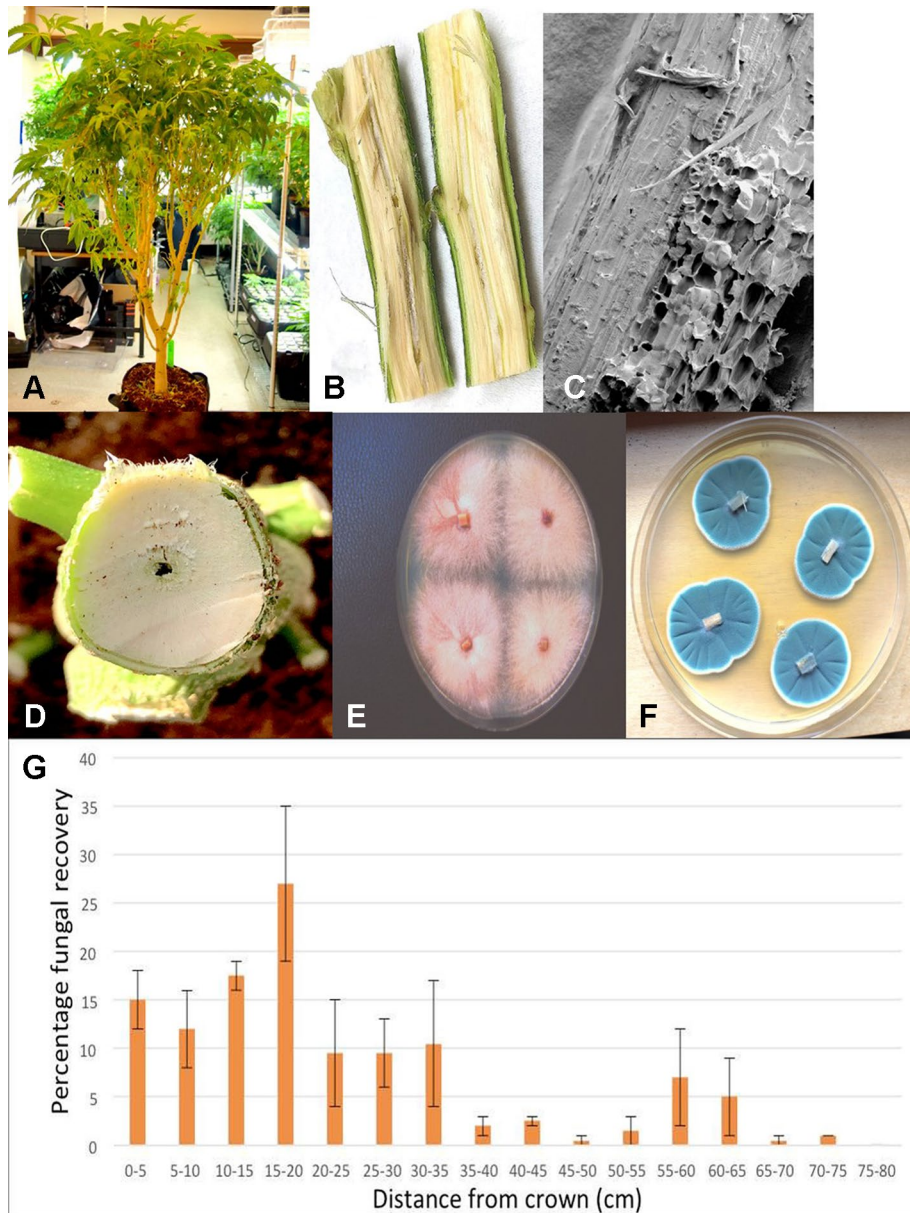 A
B
C
D
E
F
G
Percentage fungal recovery
40
35
30
25
20
15
10
5
0
0-5 5-10 10-15 15-20 20-25 25-30 30-35 35-40 40-45 45-50 50-55 55-60 60-65 65-70 70-75 75-80
Distance from crown (cm)